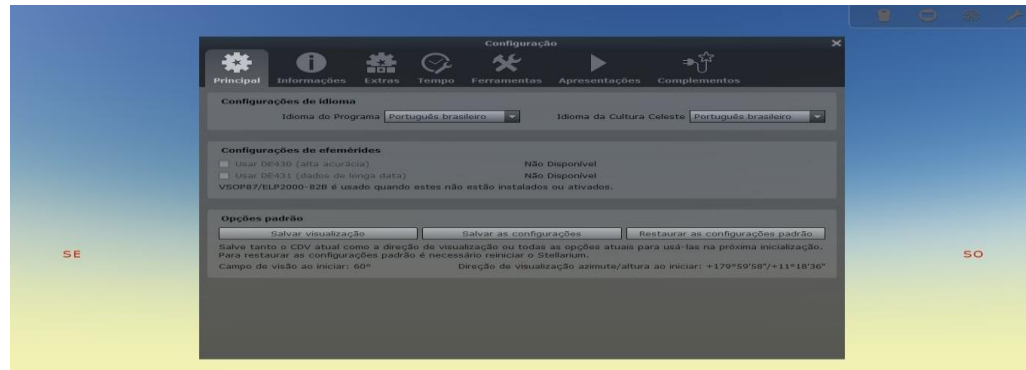 Configuração
Principal Informações Extras Tempo Ferramentas Apresentações Complementos
Configurações de idioma
Idioma do Programa Português brasileiro Idioma da Cultura Celeste Português brasileiro
Configurações de efemérides
Usar DE430 (alta acurácia) Não Disponível
Usar DE431 (dados de longa data) Não Disponível
VSOP87/ELP2000-82B é usado quando estes não estão instalados ou ativados.
Opções padrão
Salvar visualização Salvar as configurações Restaurar as configurações padrão
Salve tanto o CDV atual como a direção de visualização ou todas as opções atuais para usá-las na próxima inicialização.
Para restaurar as configurações padrão é necessário reiniciar o Stellarium.
SE SO
Campo de visão ao iniciar: 60° Direção de visualização azimute/altura ao iniciar: +179°59'58"/+11°18'36"